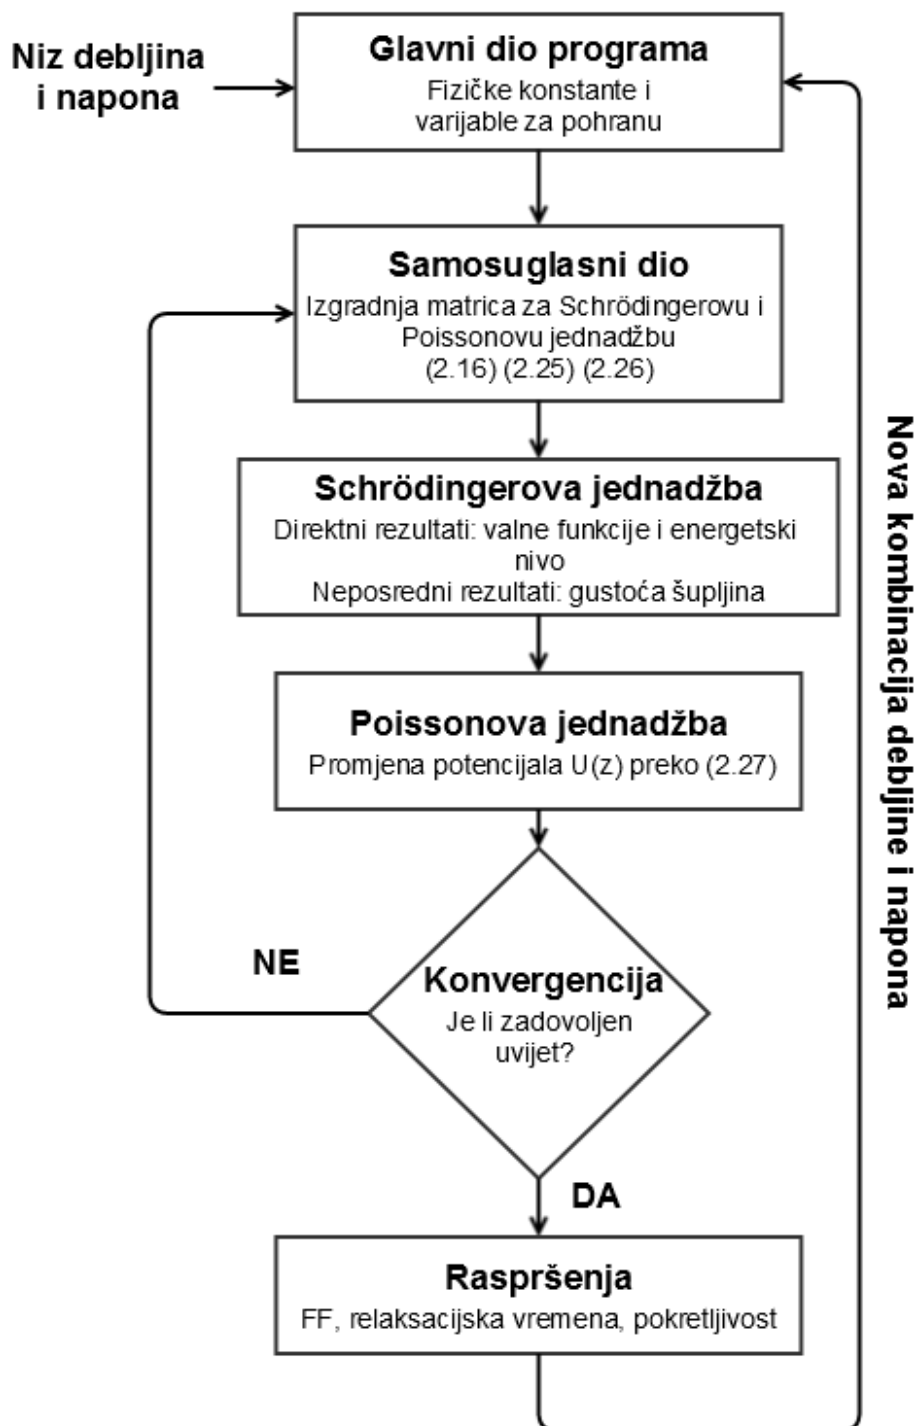 Niz debljina
i napona
Glavni dio programa
Fizičke konstante i
varijable za pohranu
Samosuglasni dio
Izgradnja matrica za Schrödingerovu i
Poissonovu jednadžbu
(2.16) (2.25) (2.26)
Schrödingerova jednadžba
Direktni rezultati: valne funkcije i energetski
nivo
Neposredni rezultati: gustoća šupljina
Poissonova jednadžba
Promjena potencijala U(z) preko (2.27)
NE
Konvergencija
Je li zadovoljen
uvijet?
DA
Raspršenja
FF, relaksacijska vremena, pokretljivost
Nova kombinacija debljine i napona